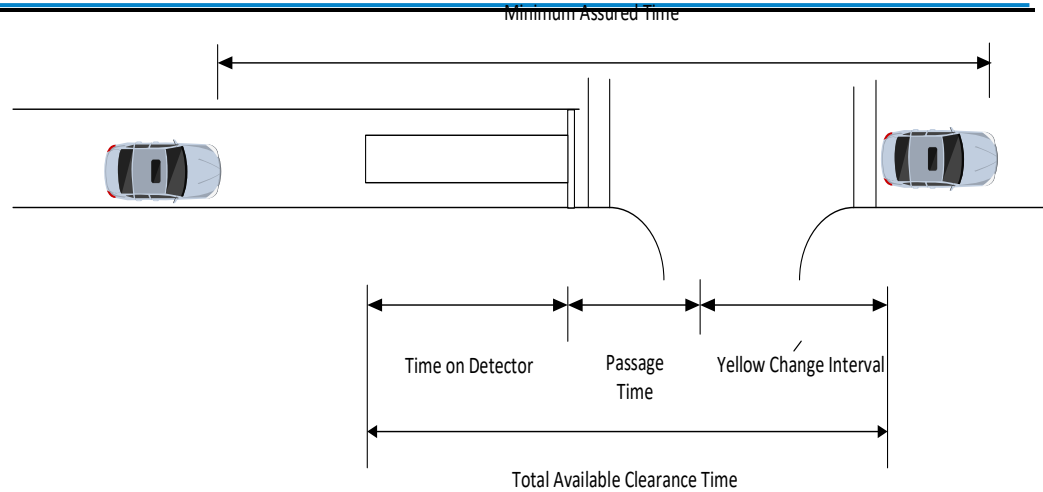 Minimum Assured Time
Time on Detector
Passage
Time
Yellow Change Interval
Total Available Clearance Time